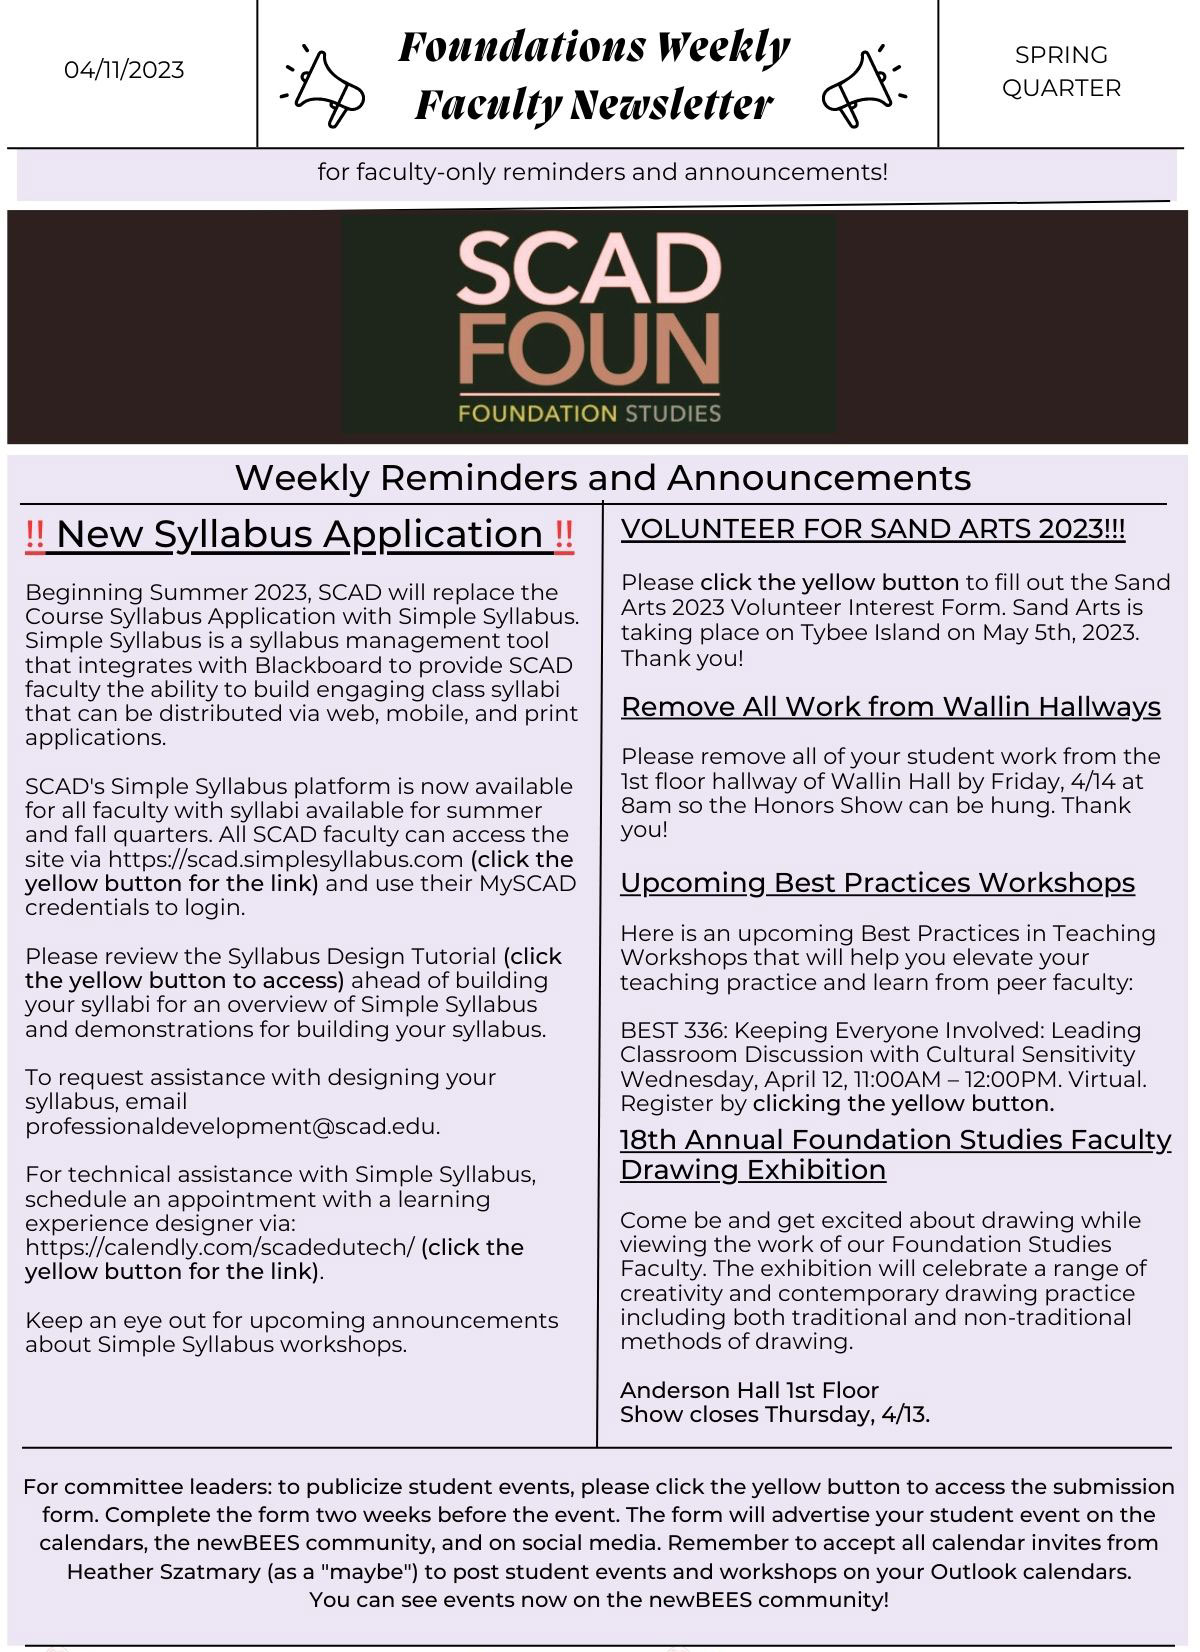 04/11/2023
Foundations Weekly
Faculty Newsletter
SPRING
QUARTER
for faculty-only reminders and announcements!
SCAD
FOUN
FOUNDATION STUDIES
Weekly Reminders and Announcements
‼ New Syllabus Application ‼
Beginning Summer 2023, SCAD will replace the
Course Syllabus Application with Simple Syllabus.
Simple Syllabus is a syllabus management tool
that integrates with Blackboard to provide SCAD
faculty the ability to build engaging class syllabi
that can be distributed via web, mobile, and print
applications.
SCAD's Simple Syllabus platform is now available
for all faculty with syllabi available for summer
and fall quarters. All SCAD faculty can access the
site via https://scad.simplesyllabus.com (click the
yellow button for the link) and use their MySCAD
credentials to login.
Please review the Syllabus Design Tutorial (click
the yellow button to access) ahead of building
your syllabi for an overview of Simple Syllabus
and demonstrations for building your syllabus.
To request assistance with designing your
syllabus, email
professionaldevelopment@scad.edu.
For technical assistance with Simple Syllabus,
schedule an appointment with a learning
experience designer via:
https://calendly.com/scadedutech/ (click the
yellow button for the link).
Keep an eye out for upcoming announcements
about Simple Syllabus workshops.
VOLUNTEER FOR SAND ARTS 2023!!!
Please click the yellow button to fill out the Sand
Arts 2023 Volunteer Interest Form. Sand Arts is
taking place on Tybee Island on May 5th, 2023.
Thank you!
Remove All Work from Wallin Hallways
Please remove all of your student work from the
1st floor hallway of Wallin Hall by Friday, 4/14 at
8am so the Honors Show can be hung. Thank
you!
Upcoming Best Practices Workshops
Here is an upcoming Best Practices in Teaching
Workshops that will help you elevate your
teaching practice and learn from peer faculty:
BEST 336: Keeping Everyone Involved: Leading
Classroom Discussion with Cultural Sensitivity
Wednesday, April 12, 11:00AM – 12:00PM. Virtual.
Register by clicking the yellow button.
18th Annual Foundation Studies Faculty
Drawing Exhibition
Come be and get excited about drawing while
viewing the work of our Foundation Studies
Faculty. The exhibition will celebrate a range of
creativity and contemporary drawing practice
including both traditional and non-traditional
methods of drawing.
Anderson Hall 1st Floor
Show closes Thursday, 4/13.
For committee leaders: to publicize student events, please click the yellow button to access the submission
form. Complete the form two weeks before the event. The form will advertise your student event on the
calendars, the newBEES community, and on social media. Remember to accept all calendar invites from
Heather Szatmary (as a "maybe") to post student events and workshops on your Outlook calendars.
You can see events now on the newBEES community!